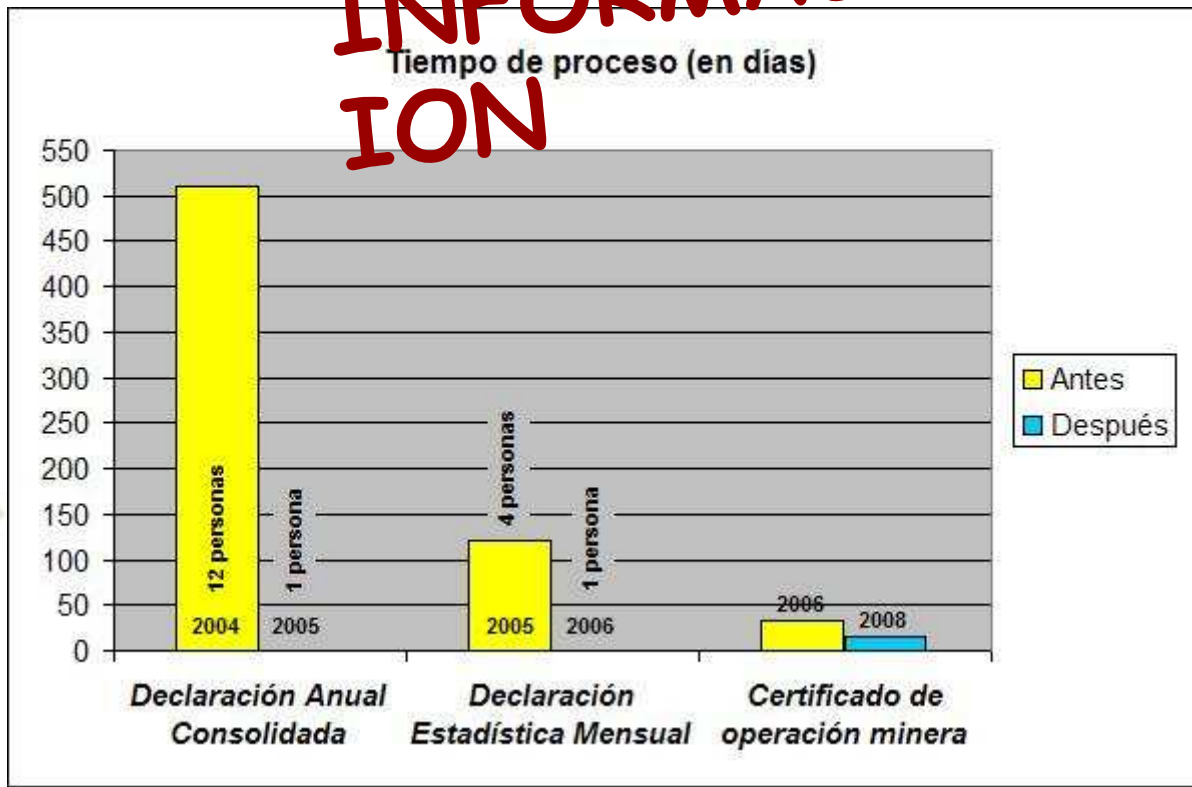 Tiempo de proceso (en días)
ION
550
500
450
400
350
300
250
200
150
100
50
0
12 personas
1 persona
4 personas
1 persona
2004
2005
2005
2006
2006
2008
Antes
Después
Declaración Anual
Consolidada
Declaración
Estadística Mensual
Certificado de
operación minera